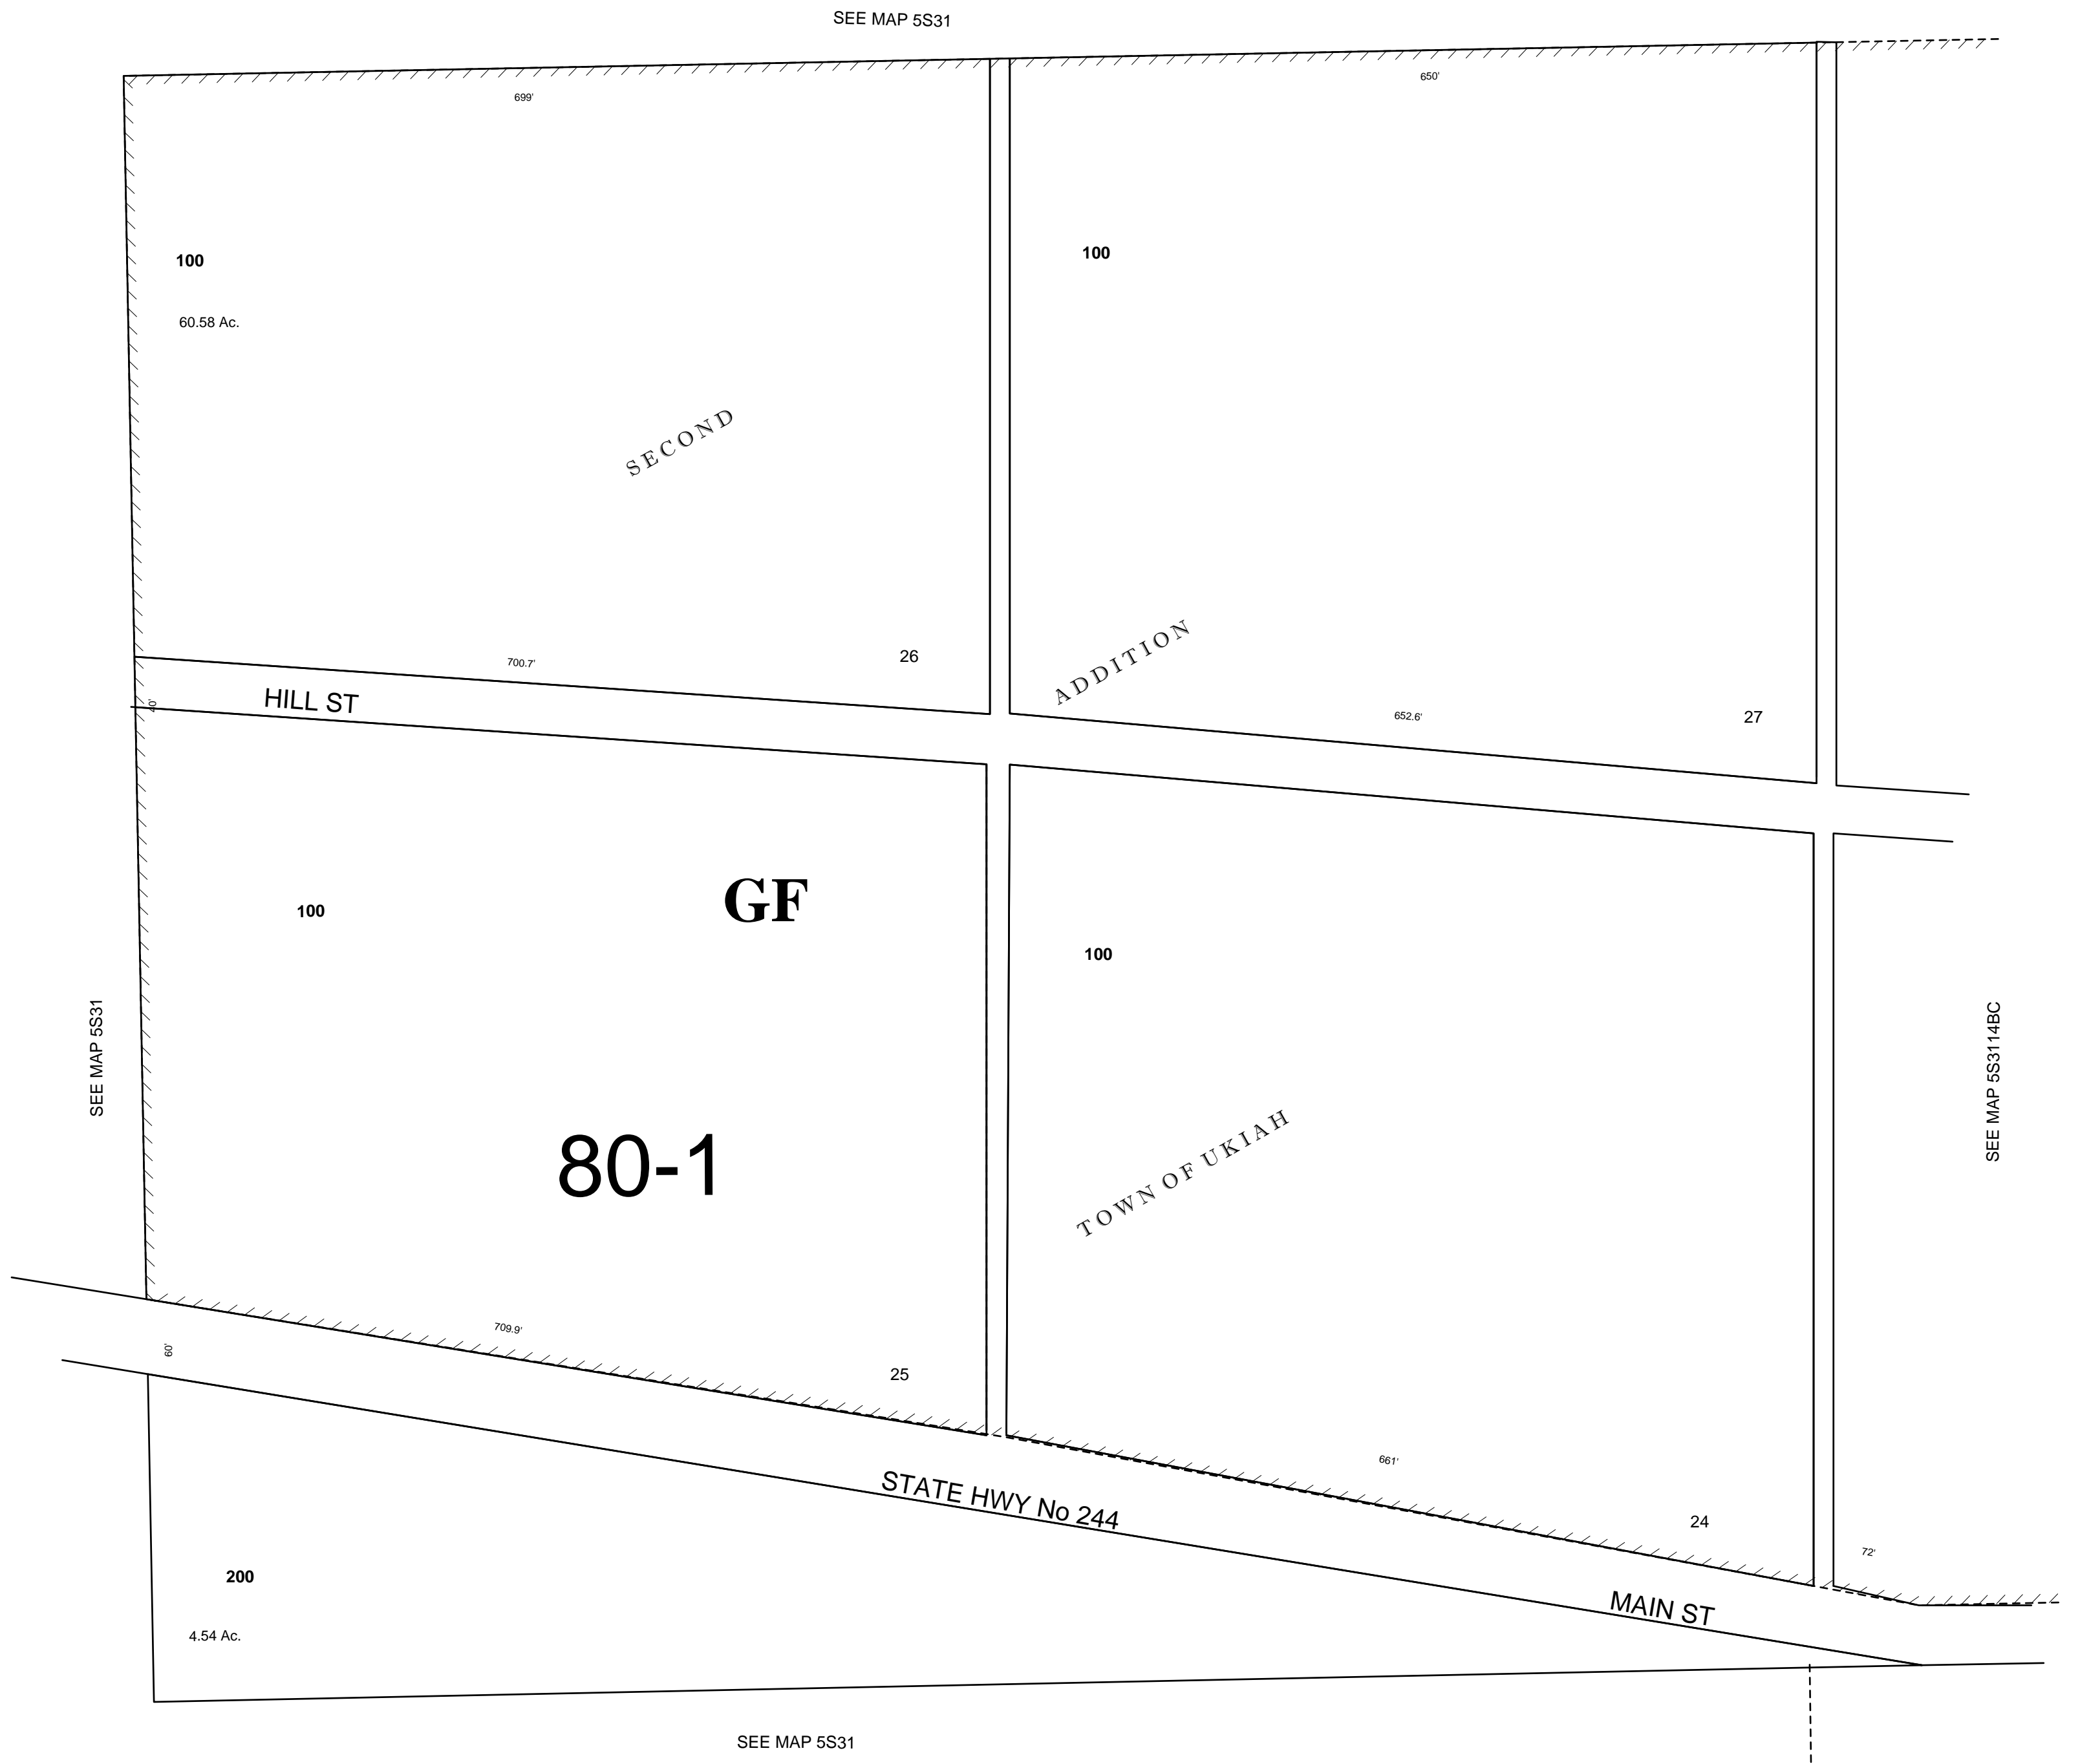 SEE MAP 5S31
699'
650'
100
100
60.58 Ac.
SECOND
ADDITION
26
700.7'
HILL ST
40'
652.6'
27
GF
100
100
SEE MAP 5S31
SEE MAP 5S3114BC
80-1
TOWN OF UKIAH
709.9'
60'
25
661'
STATE HWY No 244
24
72'
200
MAIN ST
4.54 Ac.
SEE MAP 5S31